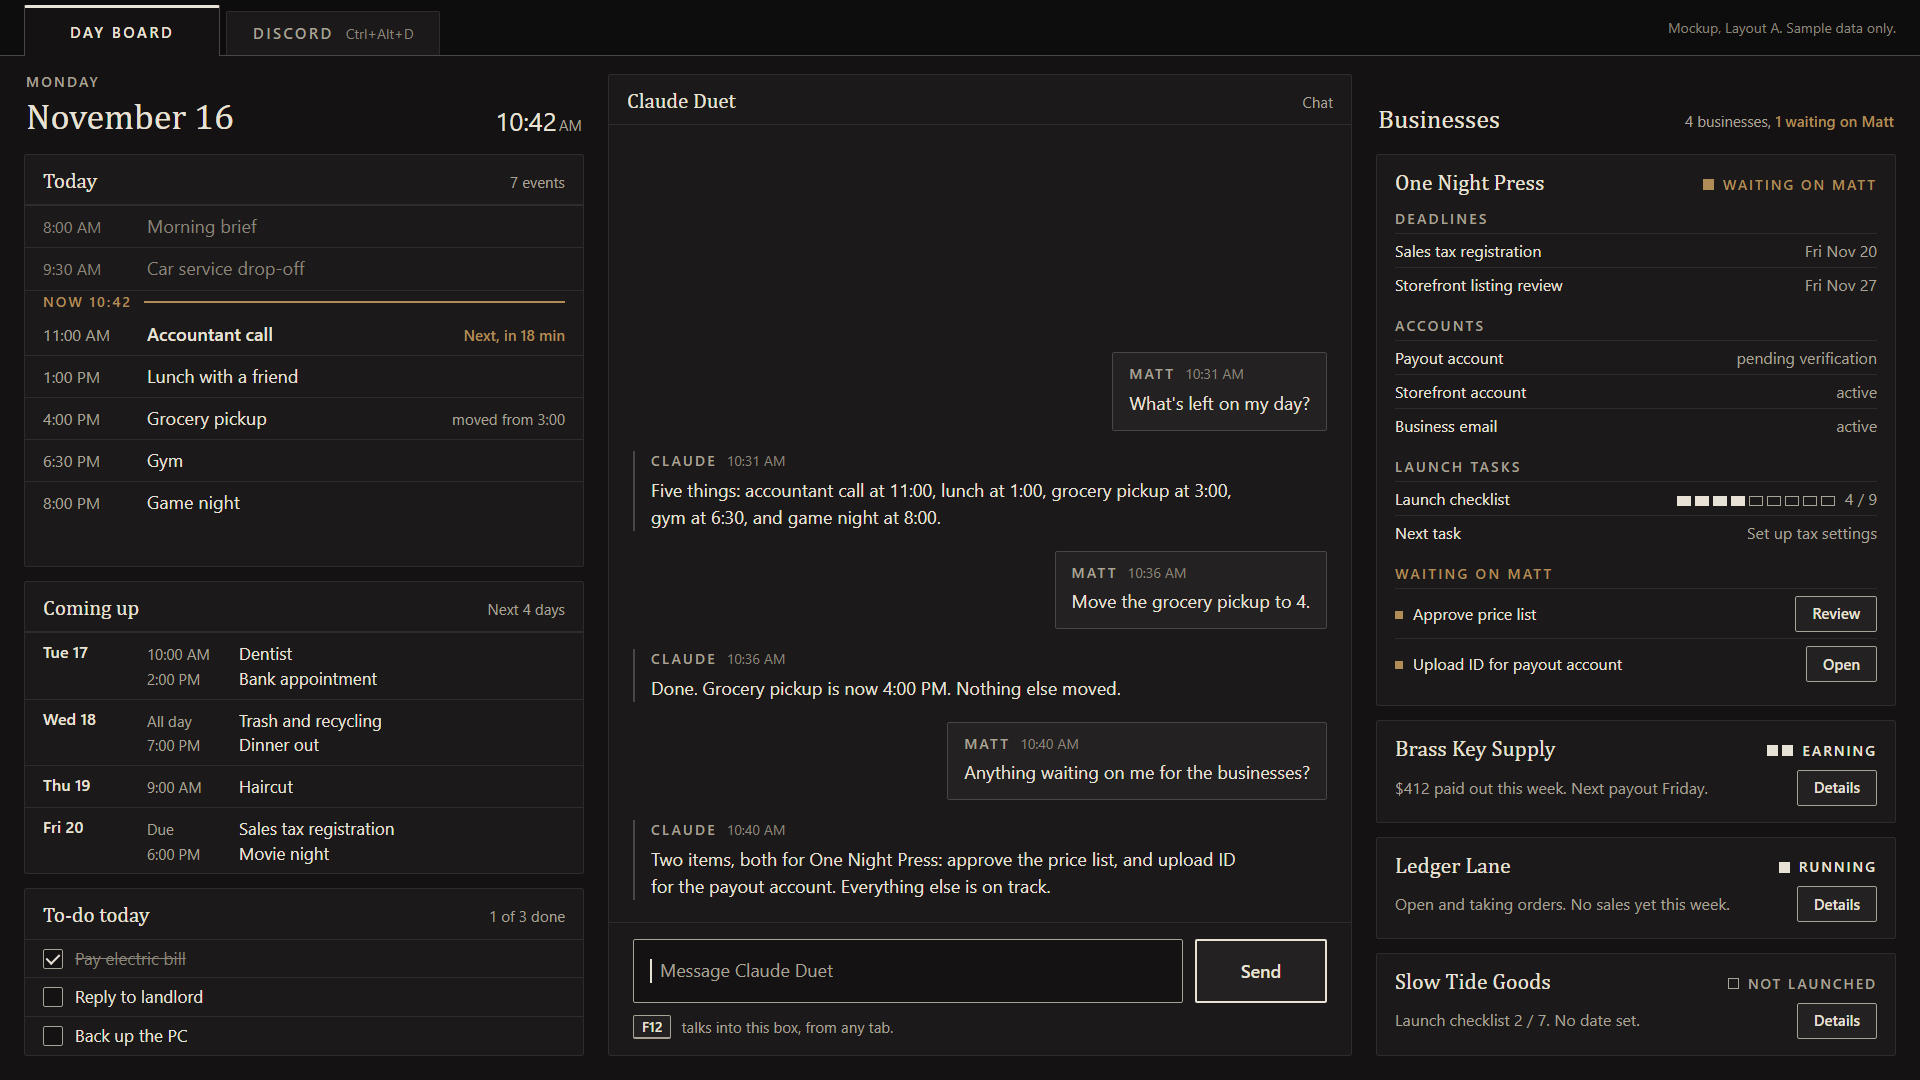 DAY BOARD
DISCORD Ctrl+Alt+D
Mockup, Layout A. Sample data only.
MONDAY
November 16
10:42 AM
Today
7 events
8:00 AM Morning brief
9:30 AM Car service drop-off
NOW 10:42
11:00 AM Accountant call Next, in 18 min
1:00 PM Lunch with a friend
4:00 PM Grocery pickup moved from 3:00
6:30 PM Gym
8:00 PM Game night
Coming up
Next 4 days
Tue 17 10:00 AM Dentist
2:00 PM Bank appointment
Wed 18 All day Trash and recycling
7:00 PM Dinner out
Thu 19 9:00 AM Haircut
Fri 20 Due Sales tax registration
6:00 PM Movie night
To-do today
1 of 3 done
Pay electric bill
Reply to landlord
Back up the PC
Claude Duet
Chat
MATT 10:31 AM
What's left on my day?
CLAUDE 10:31 AM
Five things: accountant call at 11:00, lunch at 1:00, grocery pickup at 3:00,
gym at 6:30, and game night at 8:00.
MATT 10:36 AM
Move the grocery pickup to 4.
CLAUDE 10:36 AM
Done. Grocery pickup is now 4:00 PM. Nothing else moved.
MATT 10:40 AM
Anything waiting on me for the businesses?
CLAUDE 10:40 AM
Two items, both for One Night Press: approve the price list, and upload ID
for the payout account. Everything else is on track.
Message Claude Duet
Send
F12 talks into this box, from any tab.
Businesses
4 businesses, 1 waiting on Matt
One Night Press
WAITING ON MATT
DEADLINES
Sales tax registration Fri Nov 20
Storefront listing review Fri Nov 27
ACCOUNTS
Payout account pending verification
Storefront account active
Business email active
LAUNCH TASKS
Launch checklist 4 / 9
Next task Set up tax settings
WAITING ON MATT
Approve price list Review
Upload ID for payout account Open
Brass Key Supply
EARNING
$412 paid out this week. Next payout Friday.
Details
Ledger Lane
RUNNING
Open and taking orders. No sales yet this week.
Details
Slow Tide Goods
NOT LAUNCHED
Launch checklist 2 / 7. No date set.
Details